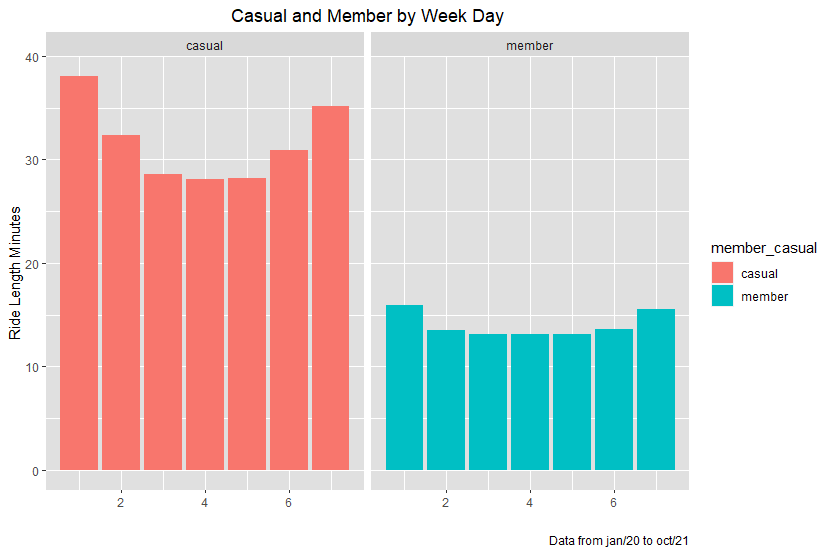 Casual and Member by Week Day
casual
member
Ride Length Minutes
40
30
20
10
0
2
4
6
2
4
6
member_casual
casual
member
Data from jan/20 to oct/21